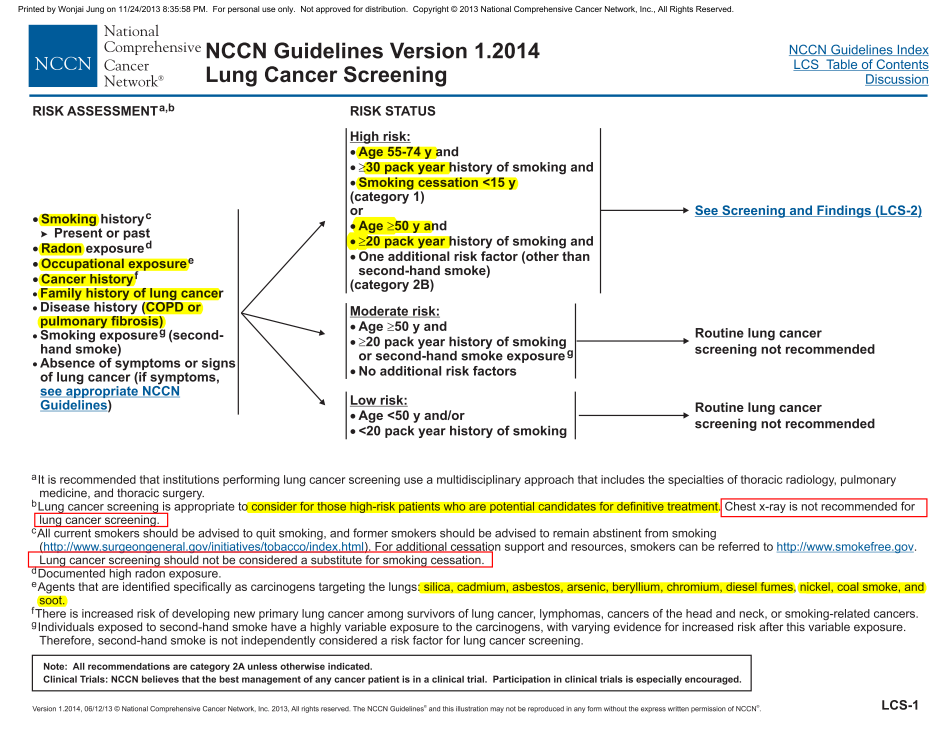 Printed by Wonjai Jung on 11/24/2013 8:35:58 PM. For personal use only. Not approved for distribution. Copyright © 2013 National Comprehensive Cancer Network, Inc., All Rights Reserved.
NCCN
National
Comprehensive
Cancer
Network®
NCCN Guidelines Version 1.2014
Lung Cancer Screening
NCCN Guidelines Index
LCS Table of Contents
Discussion
RISK ASSESSMENT a,b
• Smoking history c
➤ Present or past
• Radon exposure d
• Occupational exposure e
• Cancer history f
• Family history of lung cancer
• Disease history (COPD or
pulmonary fibrosis)
• Smoking exposure g (second-
hand smoke)
• Absence of symptoms or signs
of lung cancer (if symptoms,
see appropriate NCCN
Guidelines)
RISK STATUS
High risk:
• Age 55-74 y and
• ≥30 pack year history of smoking and
• Smoking cessation <15 y
(category 1)
or
• Age ≥50 y and
• ≥20 pack year history of smoking and
• One additional risk factor (other than
second-hand smoke)
(category 2B)
See Screening and Findings (LCS-2)
Moderate risk:
• Age ≥50 y and
• ≥20 pack year history of smoking
or second-hand smoke exposure g
• No additional risk factors
Routine lung cancer
screening not recommended
Low risk:
• Age <50 y and/or
• <20 pack year history of smoking
Routine lung cancer
screening not recommended
a It is recommended that institutions performing lung cancer screening use a multidisciplinary approach that includes the specialties of thoracic radiology, pulmonary
medicine, and thoracic surgery.
b Lung cancer screening is appropriate to consider for those high-risk patients who are potential candidates for definitive treatment. Chest x-ray is not recommended for
lung cancer screening.
c All current smokers should be advised to quit smoking, and former smokers should be advised to remain abstinent from smoking
(http://www.surgeongeneral.gov/initiatives/tobacco/index.html). For additional cessation support and resources, smokers can be referred to http://www.smokefree.gov.
Lung cancer screening should not be considered a substitute for smoking cessation.
d Documented high radon exposure.
e Agents that are identified specifically as carcinogens targeting the lungs: silica, cadmium, asbestos, arsenic, beryllium, chromium, diesel fumes, nickel, coal smoke, and
soot.
f There is increased risk of developing new primary lung cancer among survivors of lung cancer, lymphomas, cancers of the head and neck, or smoking-related cancers.
g Individuals exposed to second-hand smoke have a highly variable exposure to the carcinogens, with varying evidence for increased risk after this variable exposure.
Therefore, second-hand smoke is not independently considered a risk factor for lung cancer screening.
Note: All recommendations are category 2A unless otherwise indicated.
Clinical Trials: NCCN believes that the best management of any cancer patient is in a clinical trial. Participation in clinical trials is especially encouraged.
Version 1.2014, 06/12/13 © National Comprehensive Cancer Network, Inc. 2013, All rights reserved. The NCCN Guidelines® and this illustration may not be reproduced in any form without the express written permission of NCCN®.
LCS-1